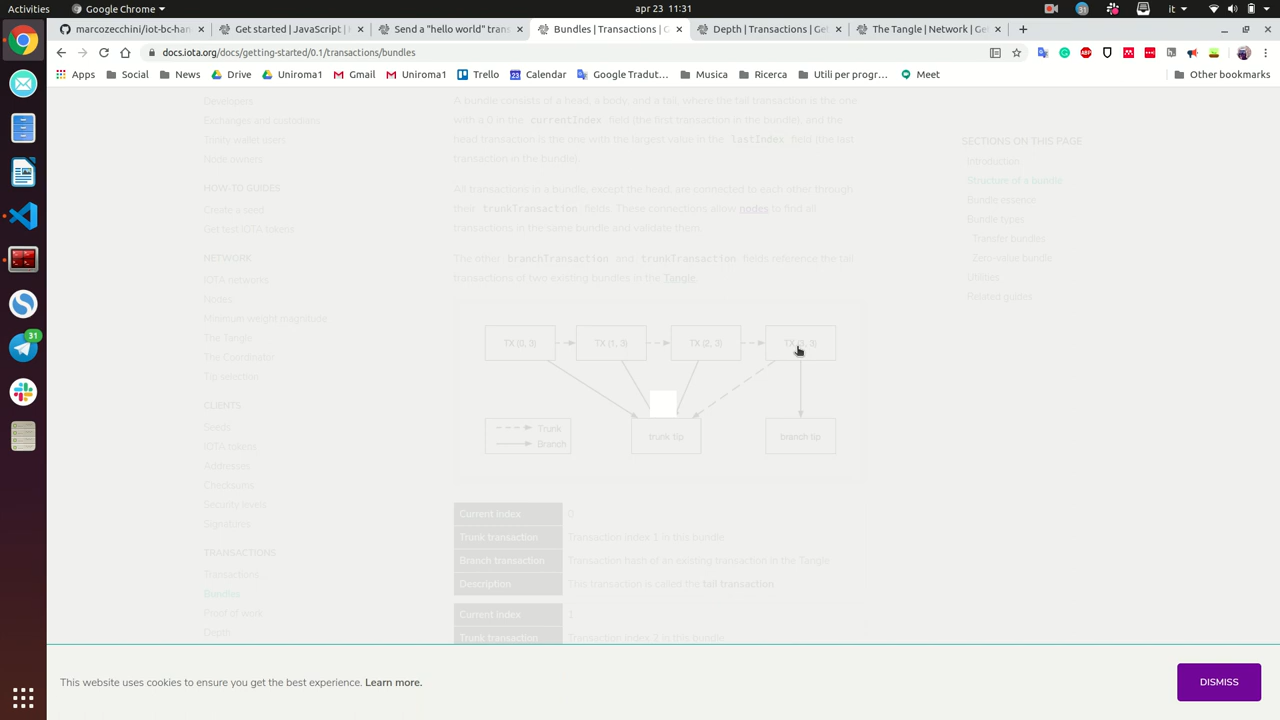 Activities
Google Chrome
apr 23 11:31
31
it
marcozecchini/iot-bc-han
Get started | JavaScript | I
Send a "hello world" trans
Bundles | Transactions | G
Depth | Transactions | Get
The Tangle | Network | Ge
docs.iota.org/docs/getting-started/0.1/transactions/bundles
Apps
Social
News
Drive
Uniroma1
Gmail
Uniroma1
Trello
Calendar
Google Tradut...
Musica
Ricerca
Utili per progr...
Meet
Other bookmarks
Developers
Exchanges and custodians
Trinity wallet users
Node owners
HOW-TO GUIDES
Create a seed
Get test IOTA tokens
NETWORK
IOTA networks
Nodes
Minimum weight magnitude
The Tangle
The Coordinator
Tip selection
CLIENTS
Seeds
IOTA tokens
Addresses
Checksums
Security levels
Signatures
TRANSACTIONS
Transactions
Bundles
Proof of work
Depth
A bundle consists of a head, a body, and a tail, where the tail transaction is the one
with a 0 in the currentIndex field (the first transaction in the bundle), and the
head transaction is the one with the largest value in the lastIndex field (the last
transaction in the bundle).
All transactions in a bundle, except the head, are connected to each other through
their trunkTransaction fields. These connections allow nodes to find all
transactions in the same bundle and validate them.
The other branchTransaction and trunkTransaction fields reference the tail
transactions of two existing bundles in the Tangle.
TX (0, 3)
TX (1, 3)
TX (2, 3)
TX (3, 3)
Trunk
Branch
trunk tip
branch tip
Current index 0
Trunk transaction Transaction index 1 in this bundle
Branch transaction Transaction hash of an existing transaction in the Tangle
Description This transaction is called the tail transaction
Current index 1
Trunk transaction Transaction index 2 in this bundle
SECTIONS ON THIS PAGE
Introduction
Structure of a bundle
Bundle essence
Bundle types
Transfer bundles
Zero-value bundle
Utilities
Related guides
31
This website uses cookies to ensure you get the best experience. Learn more.
DISMISS